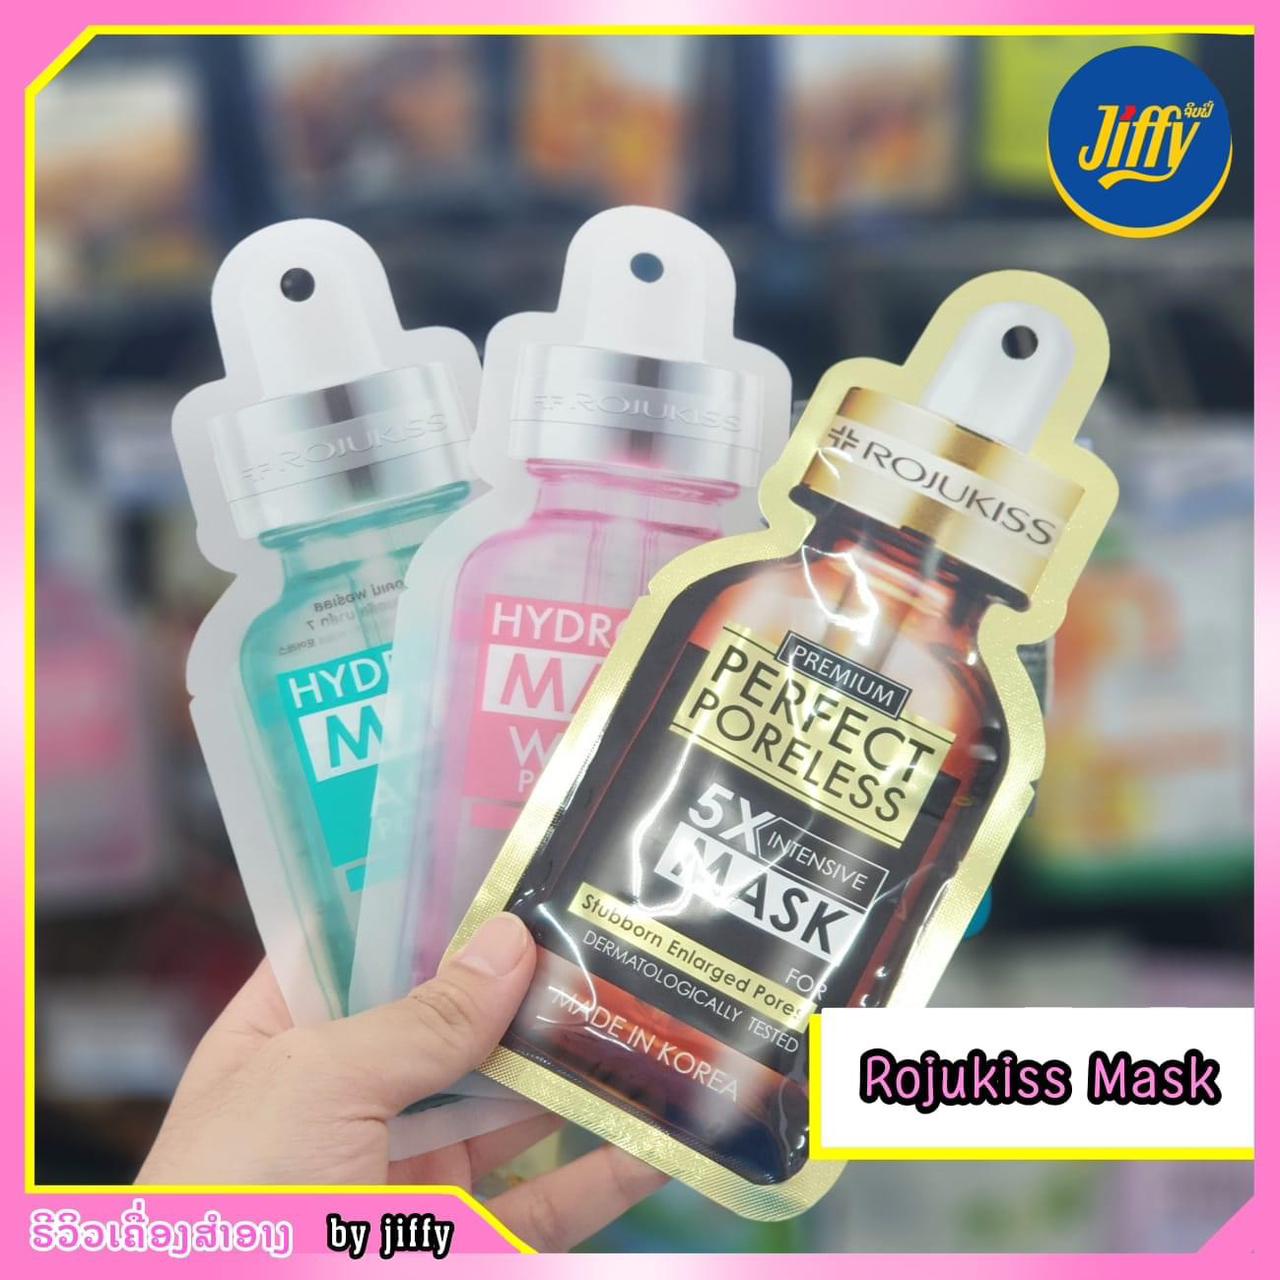 Jiffy ຈິບຟີ້
ROJUKISS
ROJUKISS
ROJUKISS
HYDRO
MA
PREMIUM
PERFECT
PORELESS
5X INTENSIVE
MASK
FOR
Stubborn Enlarged Pores
DERMATOLOGICALLY TESTED
MADE IN KOREA
Rojukiss Mask
ຣີວິວເຄື່ອງສຳອາງ by jiffy